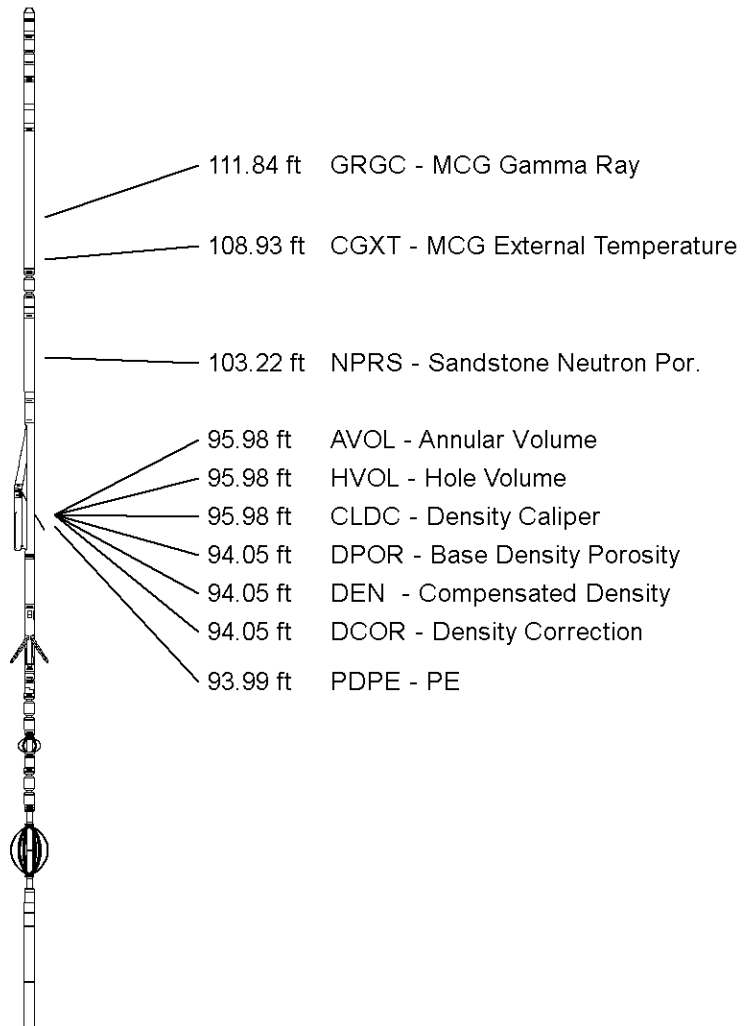 111.84 ft GRGC - MCG Gamma Ray
108.93 ft CGXT - MCG External Temperature
103.22 ft NPRS - Sandstone Neutron Por.
95.98 ft AVOL - Annular Volume
95.98 ft HVOL - Hole Volume
95.98 ft CLDC - Density Caliper
94.05 ft DPOR - Base Density Porosity
94.05 ft DEN - Compensated Density
94.05 ft DCOR - Density Correction
93.99 ft PDPE - PE